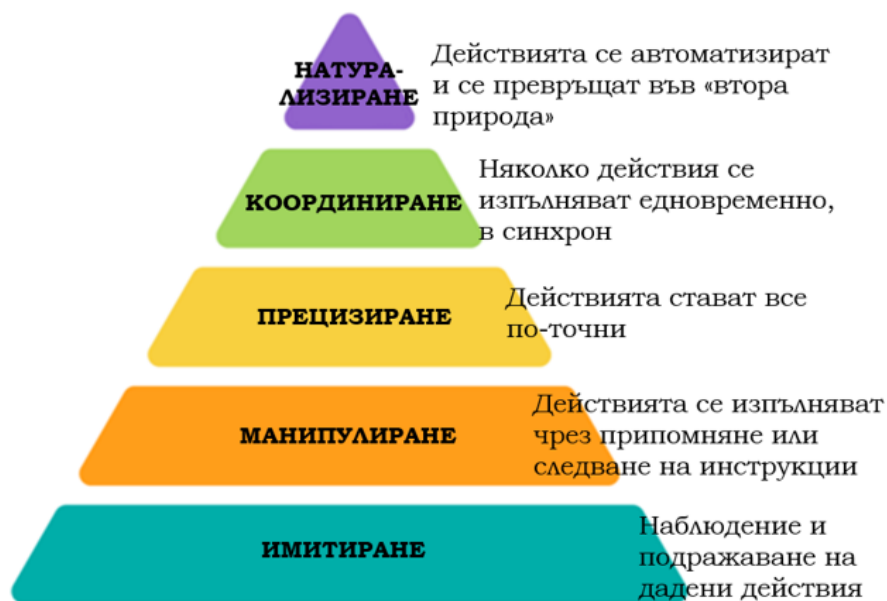 НАТУРА-
ЛИЗИРАНЕ
Действията се автоматизират
и се превръщат във «втора
природа»
КООРДИНИРАНЕ
Няколко действия се
изпълняват едновременно,
в синхрон
ПРЕЦИЗИРАНЕ
Действията стават все
по-точни
МАНИПУЛИРАНЕ
Действията се изпълняват
чрез припомняне или
следване на инструкции
ИМИТИРАНЕ
Наблюдение и
подражаване на
дадени действия